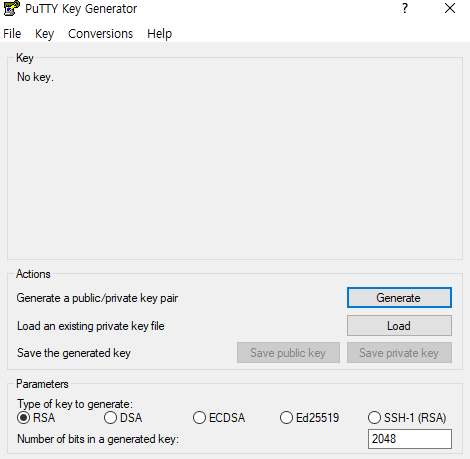 PuTTY Key Generator ? ×
File Key Conversions Help
Key
No key.
Actions
Generate a public/private key pair Generate
Load an existing private key file Load
Save the generated key Save public key Save private key
Parameters
Type of key to generate:
RSA DSA ECDSA Ed25519 SSH-1 (RSA)
Number of bits in a generated key: 2048